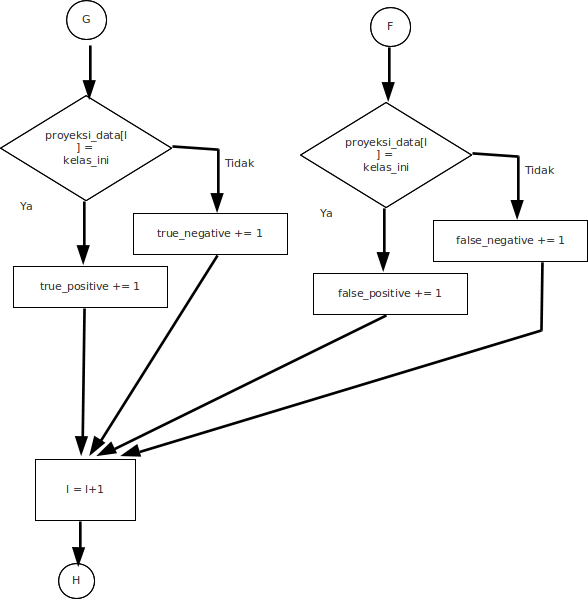 G
F
proyeksi_data[l
] =
kelas_ini
proyeksi_data[l
] =
kelas_ini
Tidak
Tidak
Ya
Ya
true_negative += 1
false_negative += 1
true_positive += 1
false_positive += 1
l = l+1
H